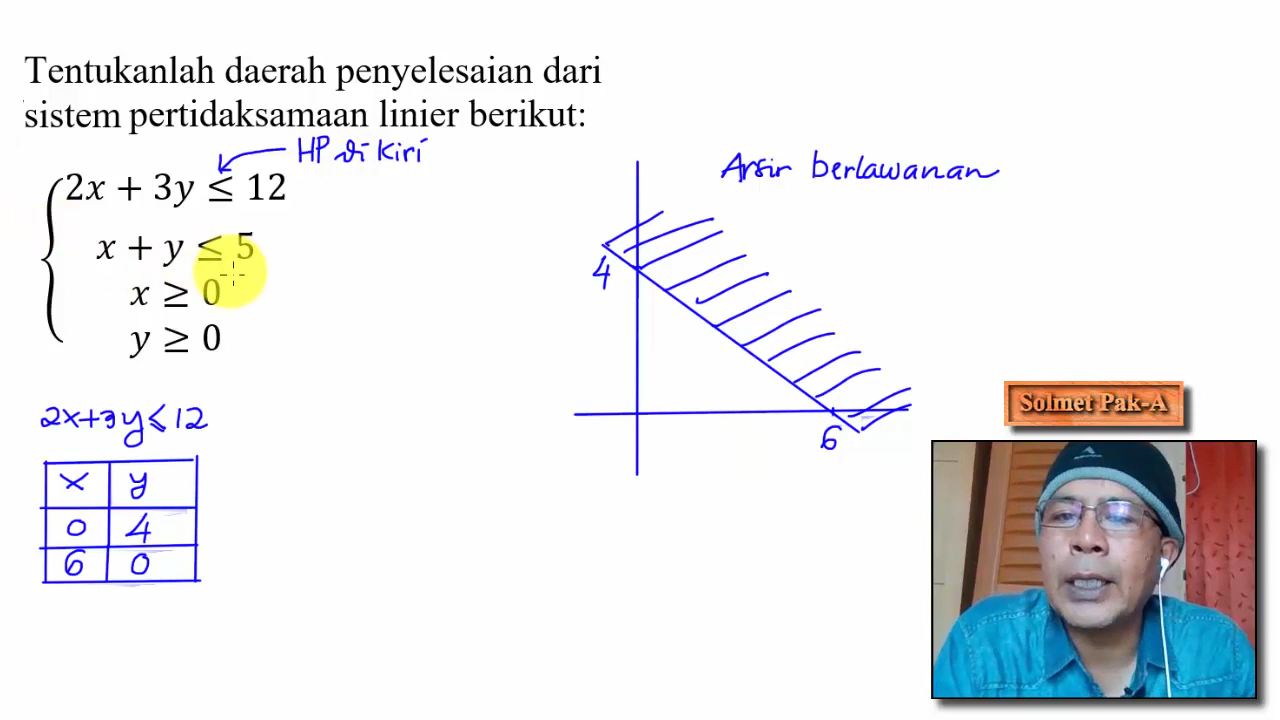 Tentukanlah daerah penyelesaian dari
sistem pertidaksamaan linier berikut:
HP di kiri
2x + 3y ≤ 12
x + y ≤ 5
x ≥ 0
y ≥ 0
Arsir berlawanan
4
6
2x+3y≤12
x y
0 4
6 0
Solmet Pak-A